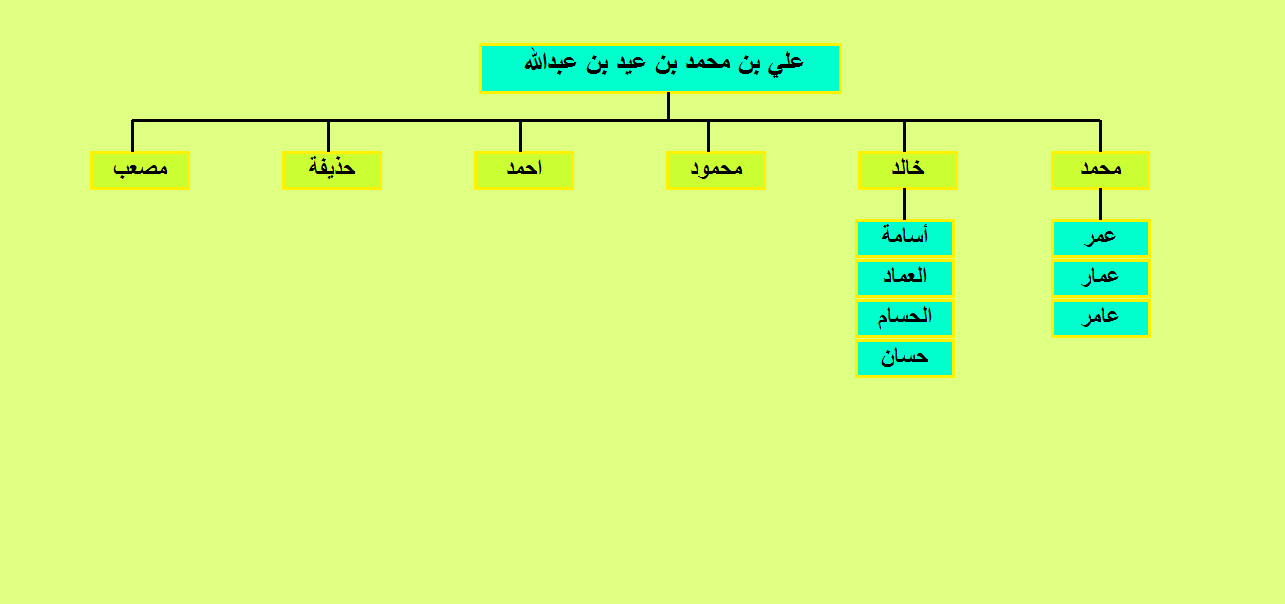 علي بن محمد بن عيد بن عبدالله
محمد
خالد
محمود
احمد
حذيفة
مصعب
عمر
عمار
عامر
أسامة
العماد
الحسام
حسان